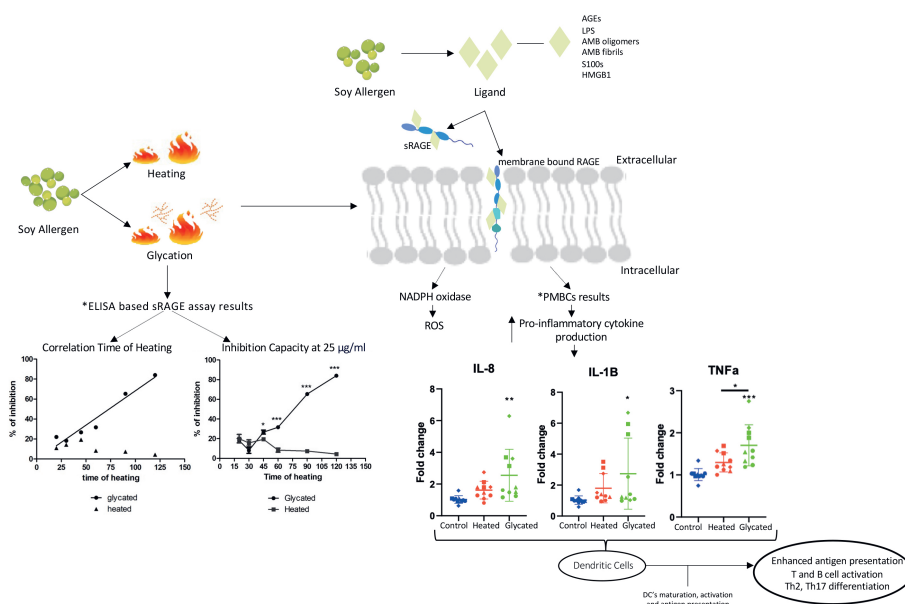 AGEs
LPS
AMB oligomers
AMB fibrils
S100s
HMGB1
Soy Allergen
Ligand
sRAGE
membrane bound RAGE
Extracellular
Heating
Soy Allergen
Glycation
Intracellular
*ELISA based sRAGE assay results
NADPH oxidase
ROS
*PMBCs results
Pro-inflammatory cytokine
production
Correlation Time of Heating
% of inhibition
100
80
60
40
20
0
0 25 50 75 100 125 150
time of heating
glycated
heated
Inhibition Capacity at 25 µg/ml
% of inhibition
100
80
60
40
20
0
* *** *** ***
0 15 30 45 60 75 90 105 120 135 150
time of heating
Glycated
Heated
IL-8
Fold change
8
6
4
2
0
**
Control Heated Glycated
IL-1B
Fold change
8
6
4
2
0
*
Control Heated Glycated
TNFa
Fold change
3
2
1
0
*
***
Control Heated Glycated
Dendritic Cells
DC's maturation, activation
and antigen presentation
Enhanced antigen presentation
T and B cell activation
Th2, Th17 differentiation